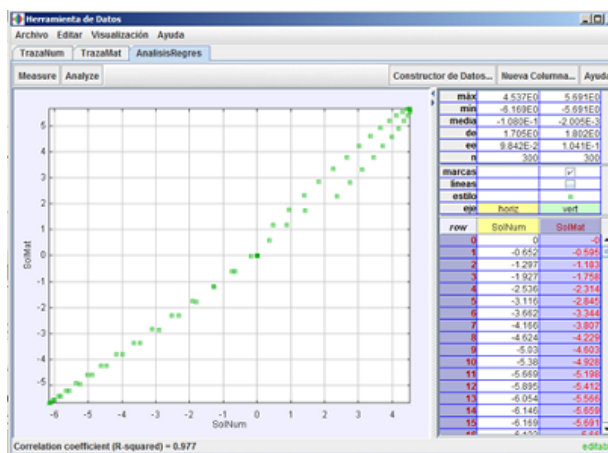 Herramienta de Datos
Archivo Editar Visualización Ayuda
TrazaNum TrazaMat AnalisisRegres
Measure Analyze Constructor de Datos... Nueva Columna... Ayuda
máx 4.537E0 5.691E0
mín -6.169E0 -5.691E0
media -1.080E-1 -2.005E-3
de 1.705E0 1.802E0
ee 9.842E-2 1.041E-1
n 300 300
marcas
líneas
estilo
eje horiz vert
row SolNum SolMat
0 0 -0
1 -0.652 -0.595
2 -1.297 -1.183
3 -1.927 -1.758
4 -2.536 -2.314
5 -3.116 -2.845
6 -3.662 -3.344
7 -4.166 -3.807
8 -4.624 -4.229
9 -5.03 -4.603
10 -5.38 -4.928
11 -5.669 -5.198
12 -5.895 -5.412
13 -6.054 -5.566
14 -6.146 -5.659
15 -6.169 -5.691
5
4
3
2
1
0
-1
-2
-3
-4
-5
SolMat
-6 -5 -4 -3 -2 -1 0 1 2 3 4
SolNum
Correlation coefficient (R-squared) = 0.977 editab